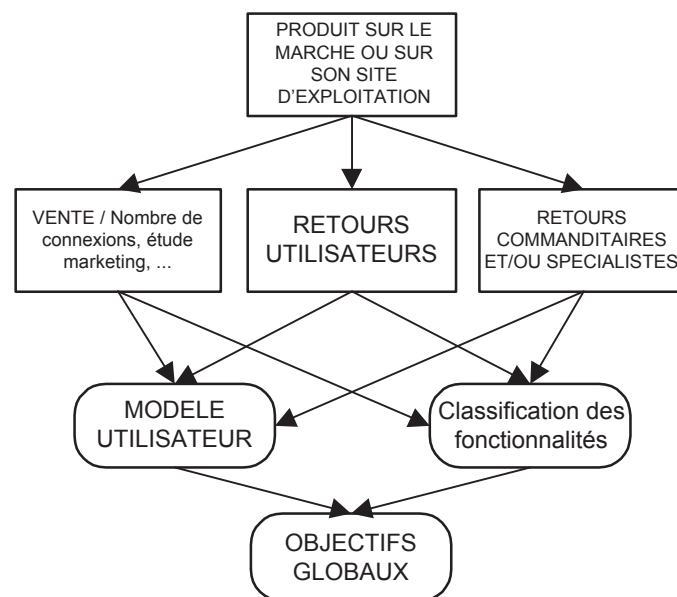 PRODUIT SUR LE
MARCHE OU SUR
SON SITE
D'EXPLOITATION
VENTE / Nombre de
connexions, étude
marketing, ...
RETOURS
UTILISATEURS
RETOURS
COMMANDITAIRES
ET/OU SPECIALISTES
MODELE
UTILISATEUR
Classification des
fonctionnalités
OBJECTIFS
GLOBAUX